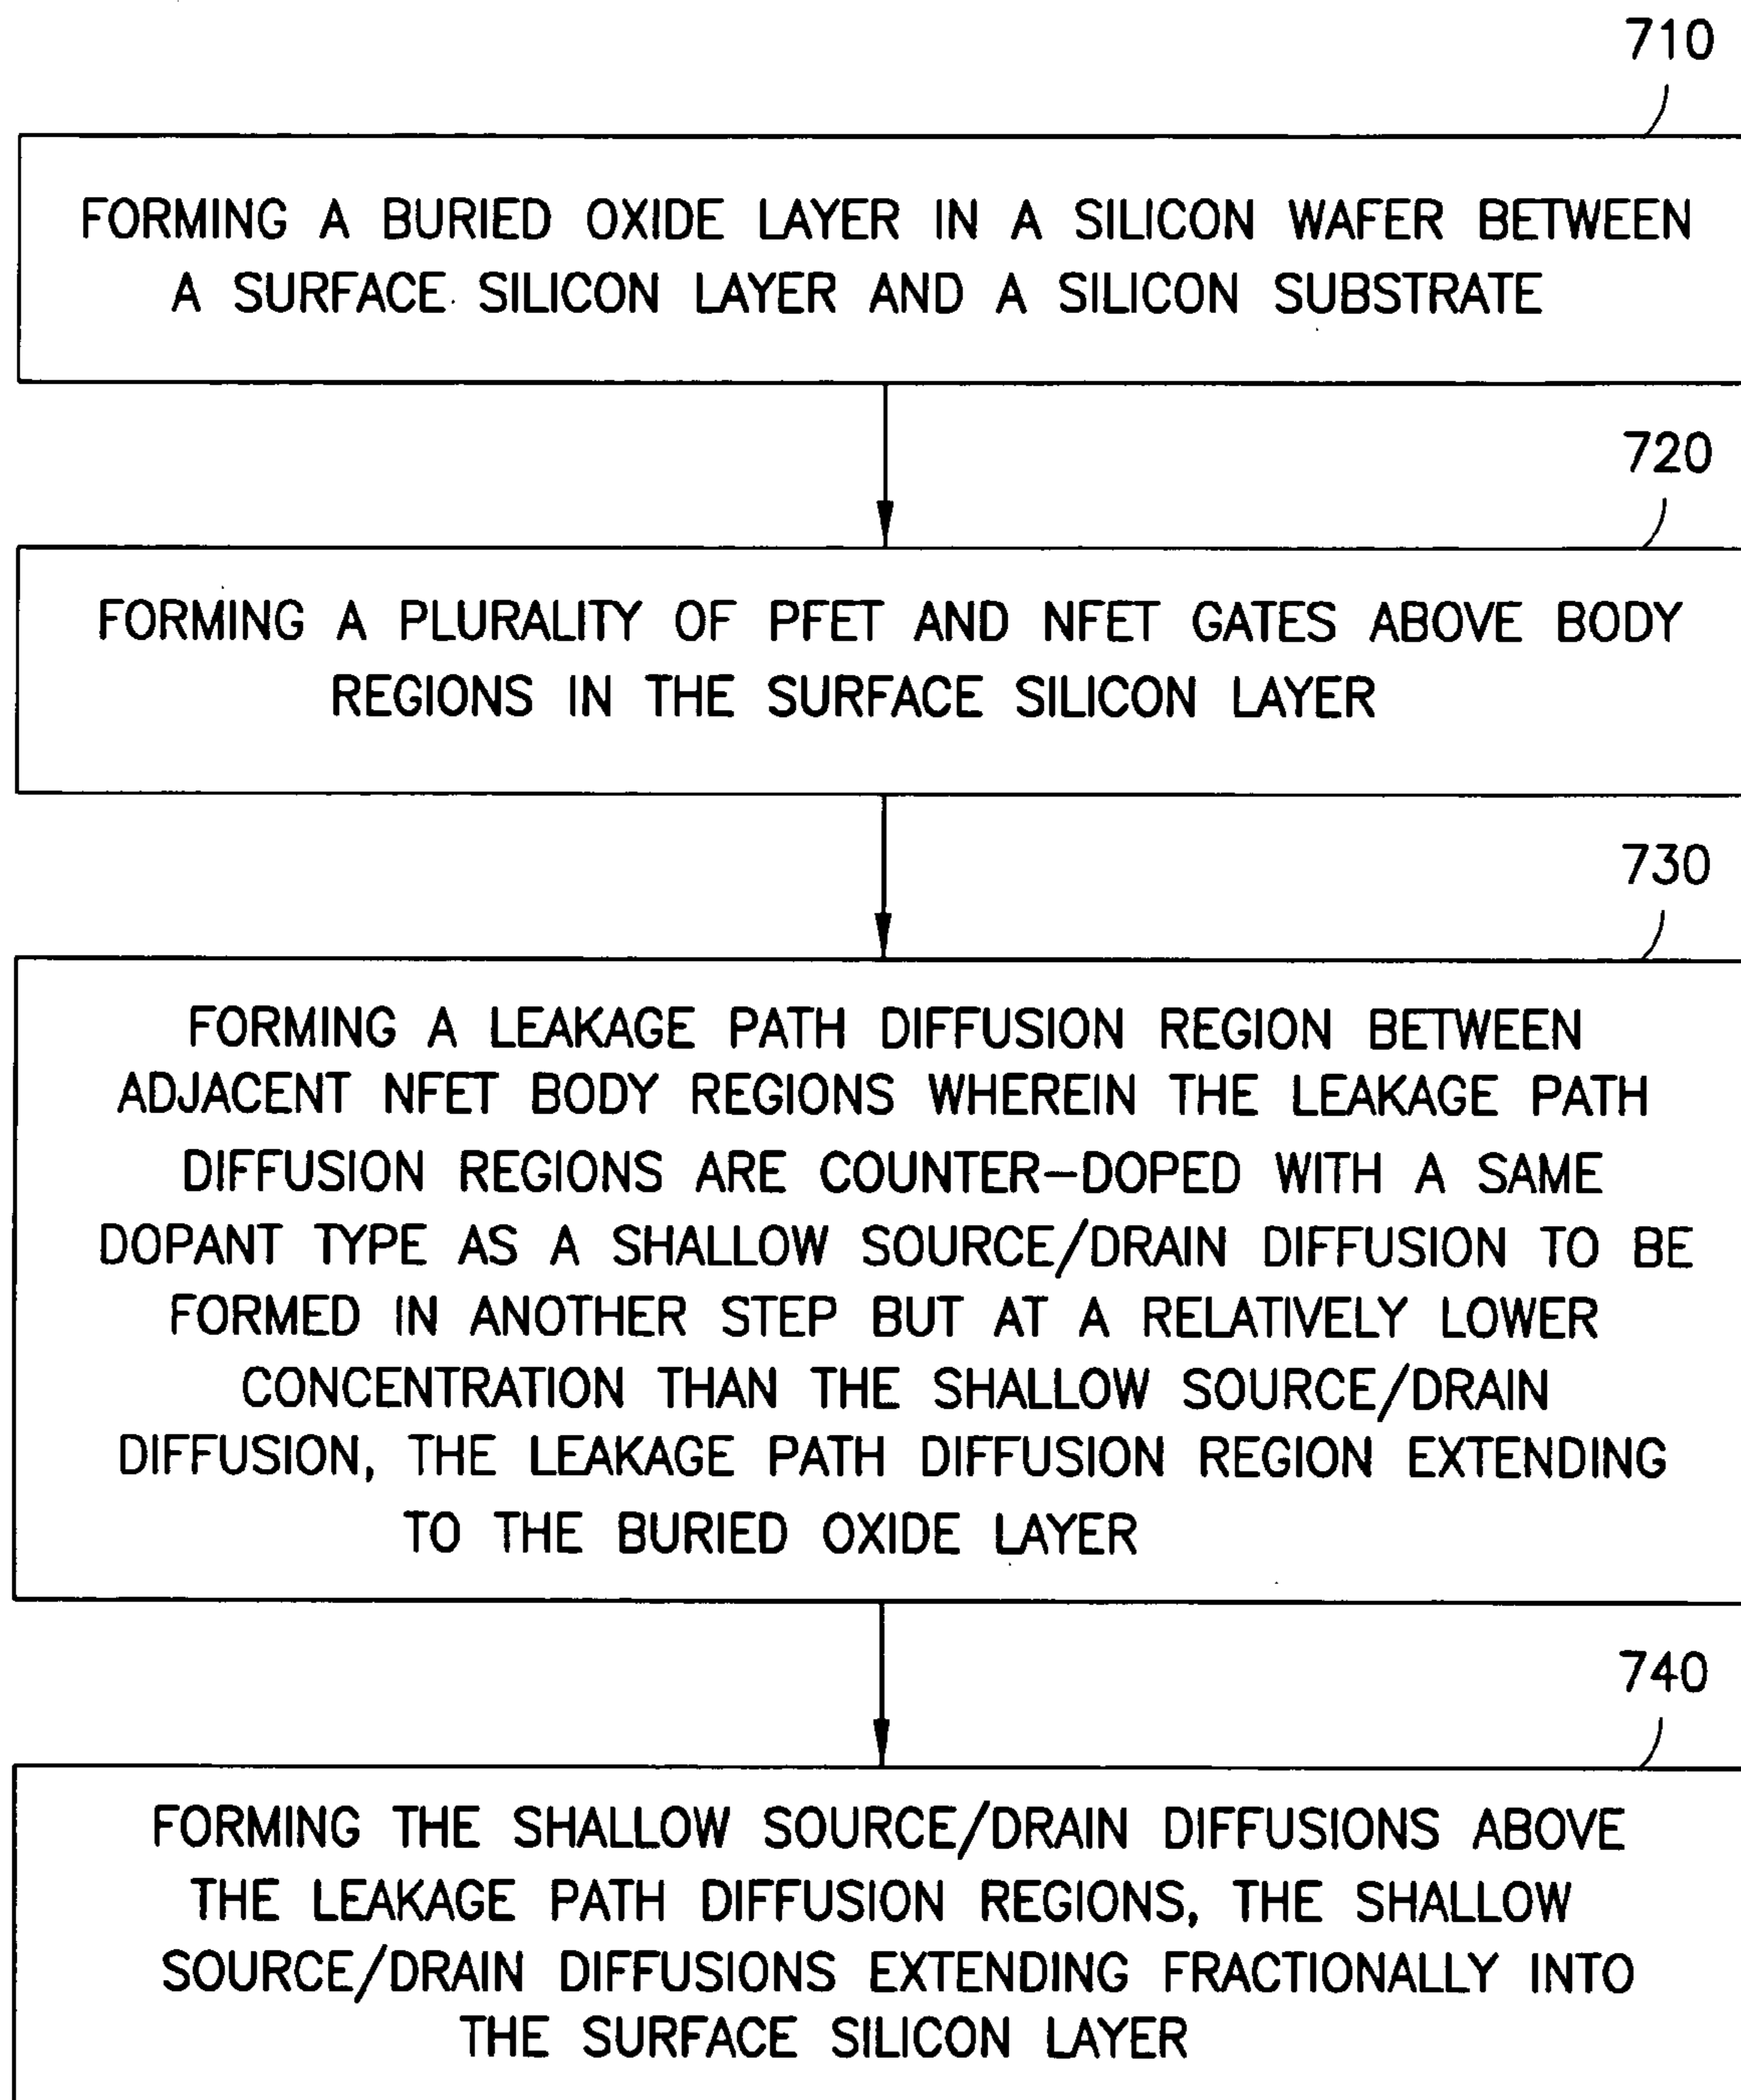 710
FORMING A BURIED OXIDE LAYER IN A SILICON WAFER BETWEEN
A SURFACE SILICON LAYER AND A SILICON SUBSTRATE
720
FORMING A PLURALITY OF PFET AND NFET GATES ABOVE BODY
REGIONS IN THE SURFACE SILICON LAYER
730
FORMING A LEAKAGE PATH DIFFUSION REGION BETWEEN
ADJACENT NFET BODY REGIONS WHEREIN THE LEAKAGE PATH
DIFFUSION REGIONS ARE COUNTER-DOPED WITH A SAME
DOPANT TYPE AS A SHALLOW SOURCE/DRAIN DIFFUSION TO BE
FORMED IN ANOTHER STEP BUT AT A RELATIVELY LOWER
CONCENTRATION THAN THE SHALLOW SOURCE/DRAIN
DIFFUSION, THE LEAKAGE PATH DIFFUSION REGION EXTENDING
TO THE BURIED OXIDE LAYER
740
FORMING THE SHALLOW SOURCE/DRAIN DIFFUSIONS ABOVE
THE LEAKAGE PATH DIFFUSION REGIONS, THE SHALLOW
SOURCE/DRAIN DIFFUSIONS EXTENDING FRACTIONALLY INTO
THE SURFACE SILICON LAYER